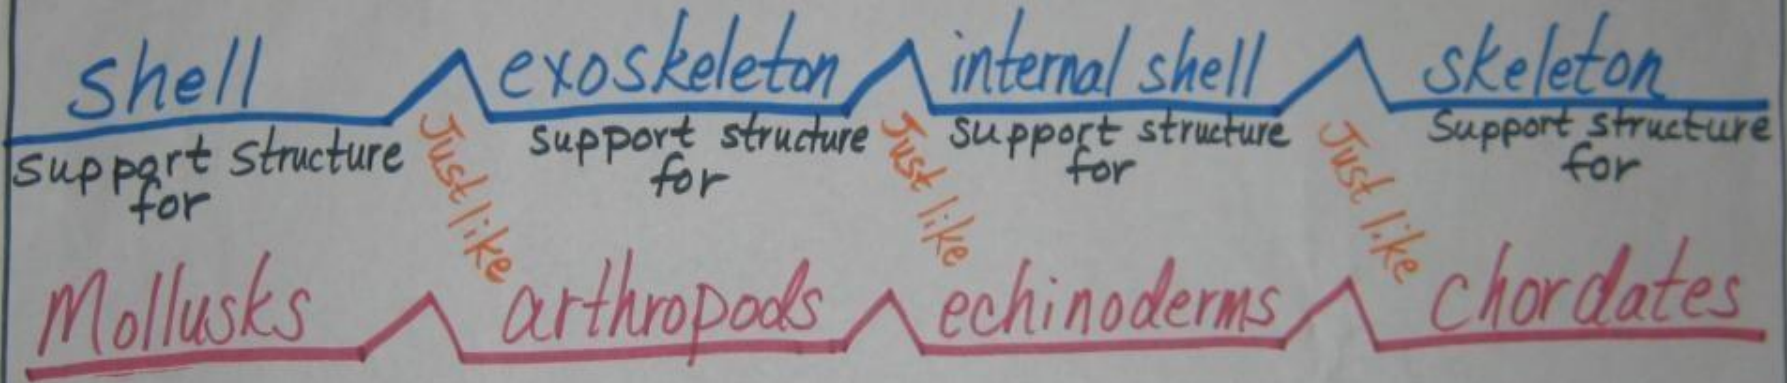 shell exoskeleton internal shell skeleton
support structure for Just like support structure for Just like support structure for Just like Support structure for
Mollusks arthropods echinoderms chordates